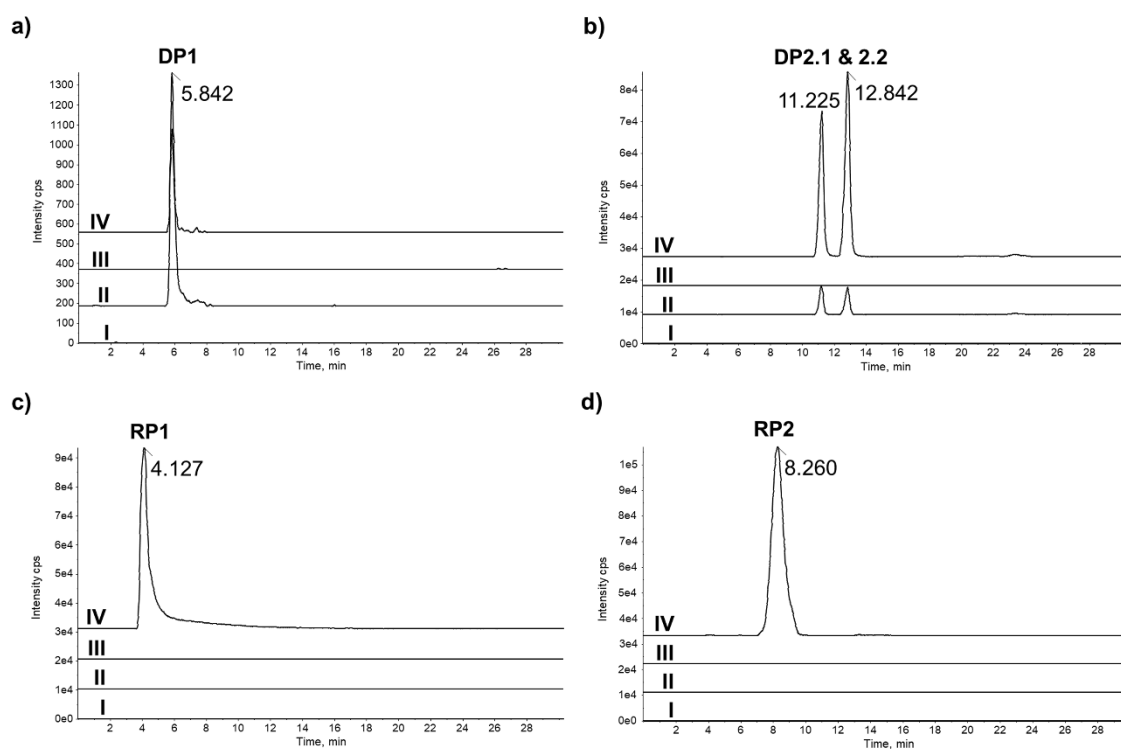 a)
DP1
5.842
Intensity cps
1300
1200
1100
1000
900
800
700
600
500
400
300
200
100
0
IV
III
II
I
2 4 6 8 10 12 14 16 18 20 22 24 26 28
Time, min
b)
DP2.1 & 2.2
11.225
12.842
Intensity cps
8e4
7e4
6e4
5e4
4e4
3e4
2e4
1e4
0e0
IV
III
II
I
2 4 6 8 10 12 14 16 18 20 22 24 26 28
Time, min
c)
RP1
4.127
Intensity cps
9e4
8e4
7e4
6e4
5e4
4e4
3e4
2e4
1e4
0e0
IV
III
II
I
2 4 6 8 10 12 14 16 18 20 22 24 26 28
Time, min
d)
RP2
8.260
Intensity cps
1e5
9e4
8e4
7e4
6e4
5e4
4e4
3e4
2e4
1e4
0e0
IV
III
II
I
2 4 6 8 10 12 14 16 18 20 22 24 26 28
Time, min